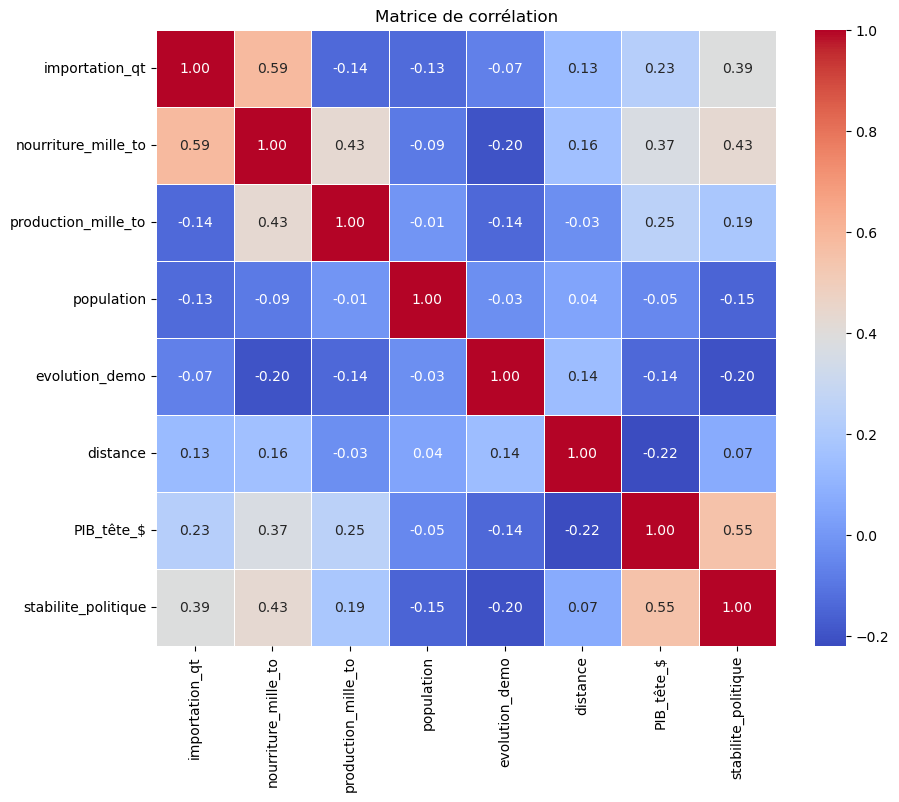 Matrice de corrélation
importation_qt 1.00 0.59 -0.14 -0.13 -0.07 0.13 0.23 0.39
nourriture_mille_to 0.59 1.00 0.43 -0.09 -0.20 0.16 0.37 0.43
production_mille_to -0.14 0.43 1.00 -0.01 -0.14 -0.03 0.25 0.19
population -0.13 -0.09 -0.01 1.00 -0.03 0.04 -0.05 -0.15
evolution_demo -0.07 -0.20 -0.14 -0.03 1.00 0.14 -0.14 -0.20
distance 0.13 0.16 -0.03 0.04 0.14 1.00 -0.22 0.07
PIB_tête_$ 0.23 0.37 0.25 -0.05 -0.14 -0.22 1.00 0.55
stabilite_politique 0.39 0.43 0.19 -0.15 -0.20 0.07 0.55 1.00
importation_qt
nourriture_mille_to
production_mille_to
population
evolution_demo
distance
PIB_tête_$
stabilite_politique
1.0
0.8
0.6
0.4
0.2
0.0
−0.2